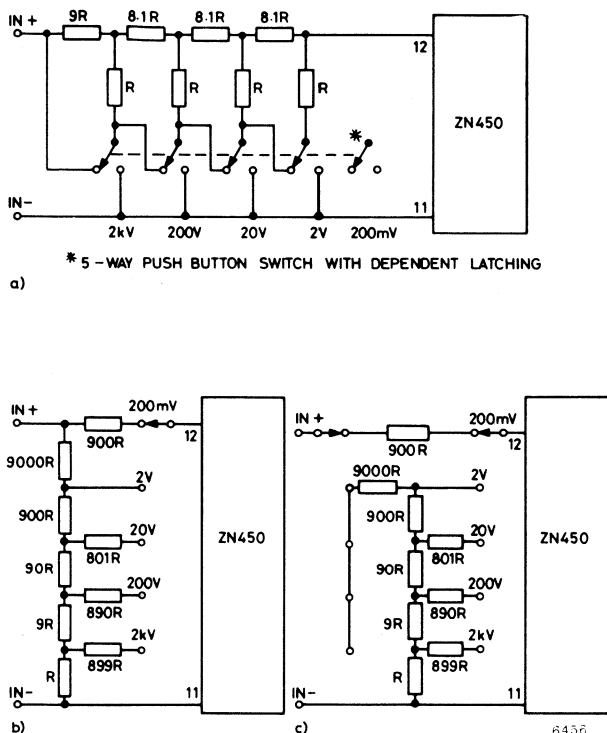 IN + 9R 8.1R 8.1R 8.1R
12
R R R R
ZN450
*
IN- 11
2kV 200V 20V 2V 200mV
* 5-WAY PUSH BUTTON SWITCH WITH DEPENDENT LATCHING
a)
IN+ 200mV
12
900R
9000R
2V
900R
20V
801R
90R
ZN450
200V
890R
9R
2kV
899R
R
IN- 11
b)
IN + 200mV
12
900R
9000R
2V
900R
20V
801R
90R
ZN450
200V
890R
9R
2kV
899R
R
IN- 11
c)
6456